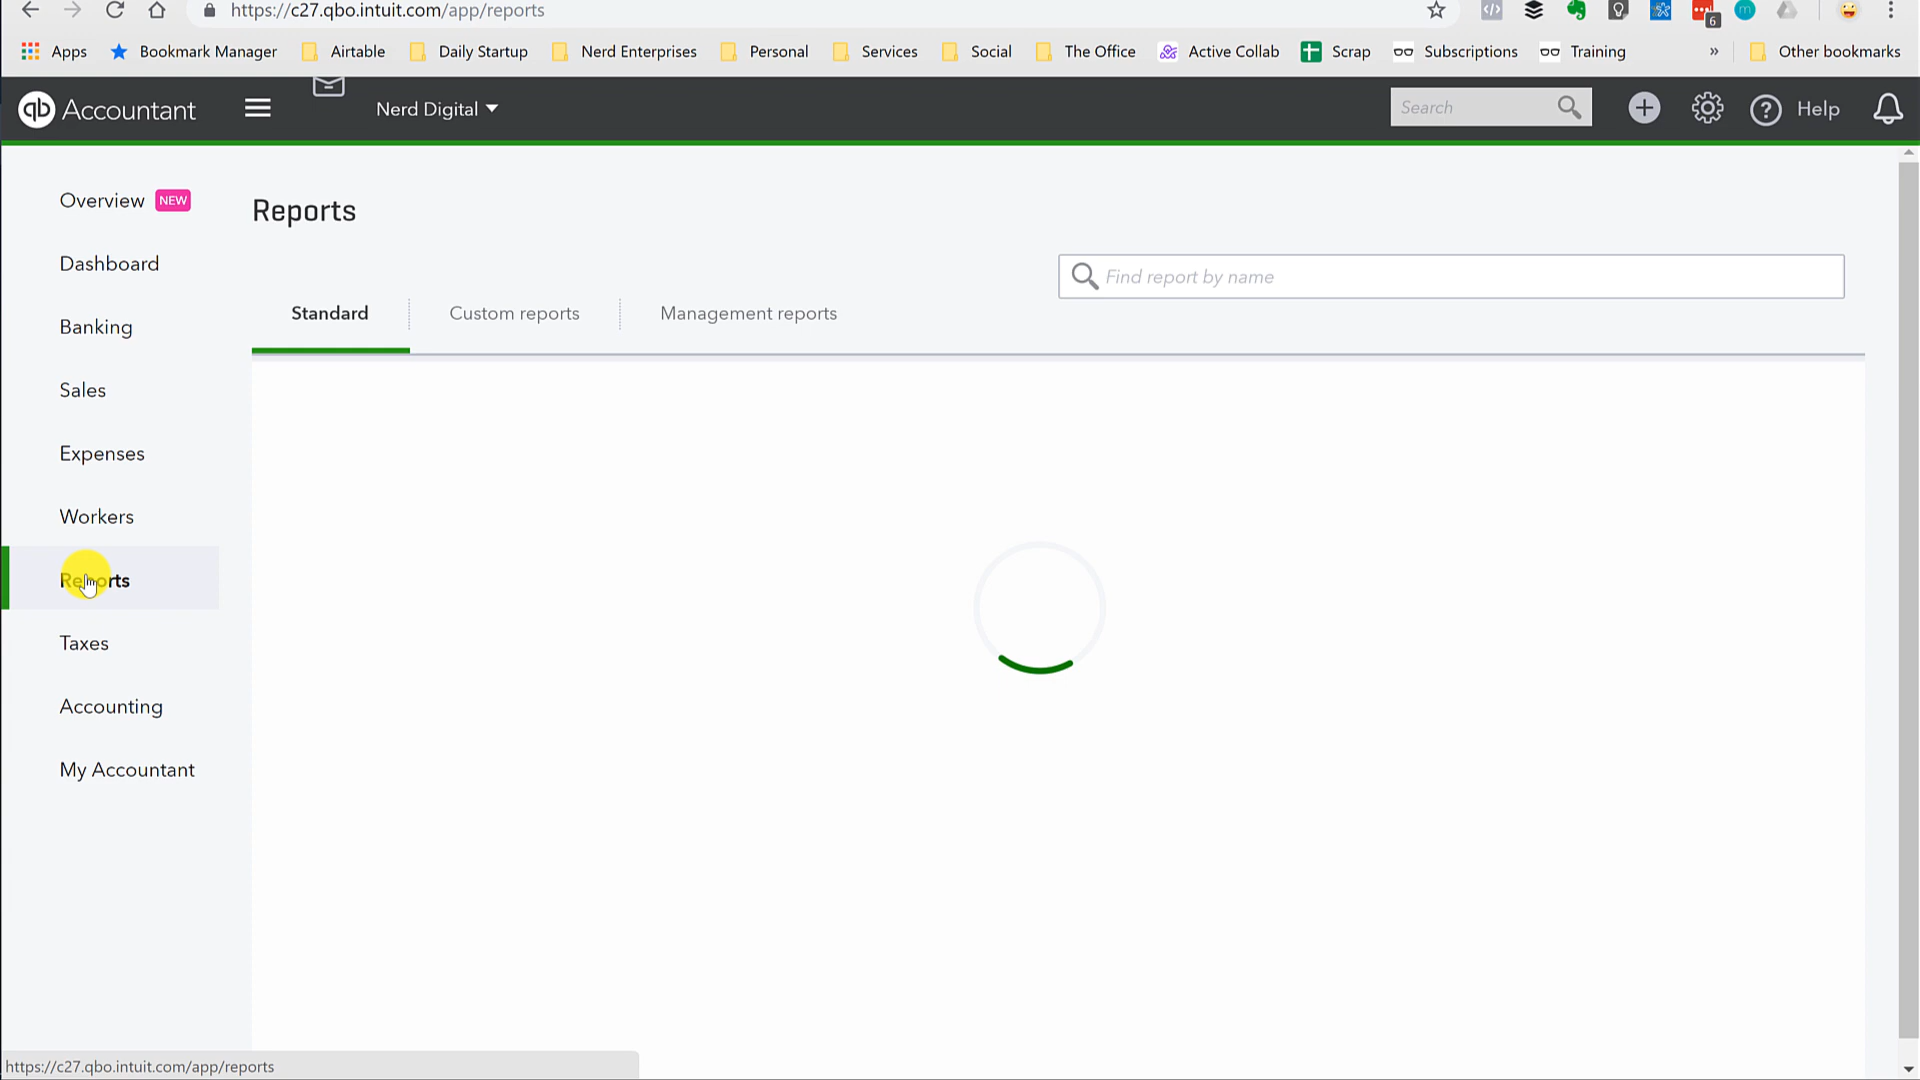 https://c27.qbo.intuit.com/app/reports
6
Apps Bookmark Manager Airtable Daily Startup Nerd Enterprises Personal Services Social The Office Active Collab Scrap Subscriptions Training » Other bookmarks
qb Accountant Nerd Digital Search Help
Overview NEW
Dashboard
Banking
Sales
Expenses
Workers
Reports
Taxes
Accounting
My Accountant
Reports
Find report by name
Standard Custom reports Management reports
https://c27.qbo.intuit.com/app/reports